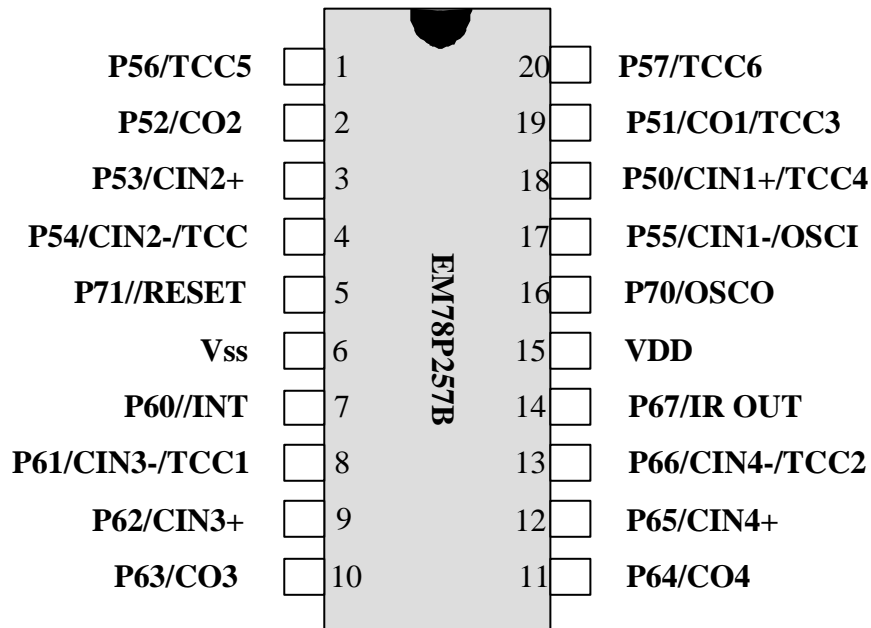 P56/TCC5 1 20 P57/TCC6
P52/CO2 2 19 P51/CO1/TCC3
P53/CIN2+ 3 18 P50/CIN1+/TCC4
P54/CIN2-/TCC 4 17 P55/CIN1-/OSCI
P71//RESET 5 16 P70/OSCO
Vss 6 15 VDD
P60//INT 7 14 P67/IR OUT
P61/CIN3-/TCC1 8 13 P66/CIN4-/TCC2
P62/CIN3+ 9 12 P65/CIN4+
P63/CO3 10 11 P64/CO4
EM78P257B